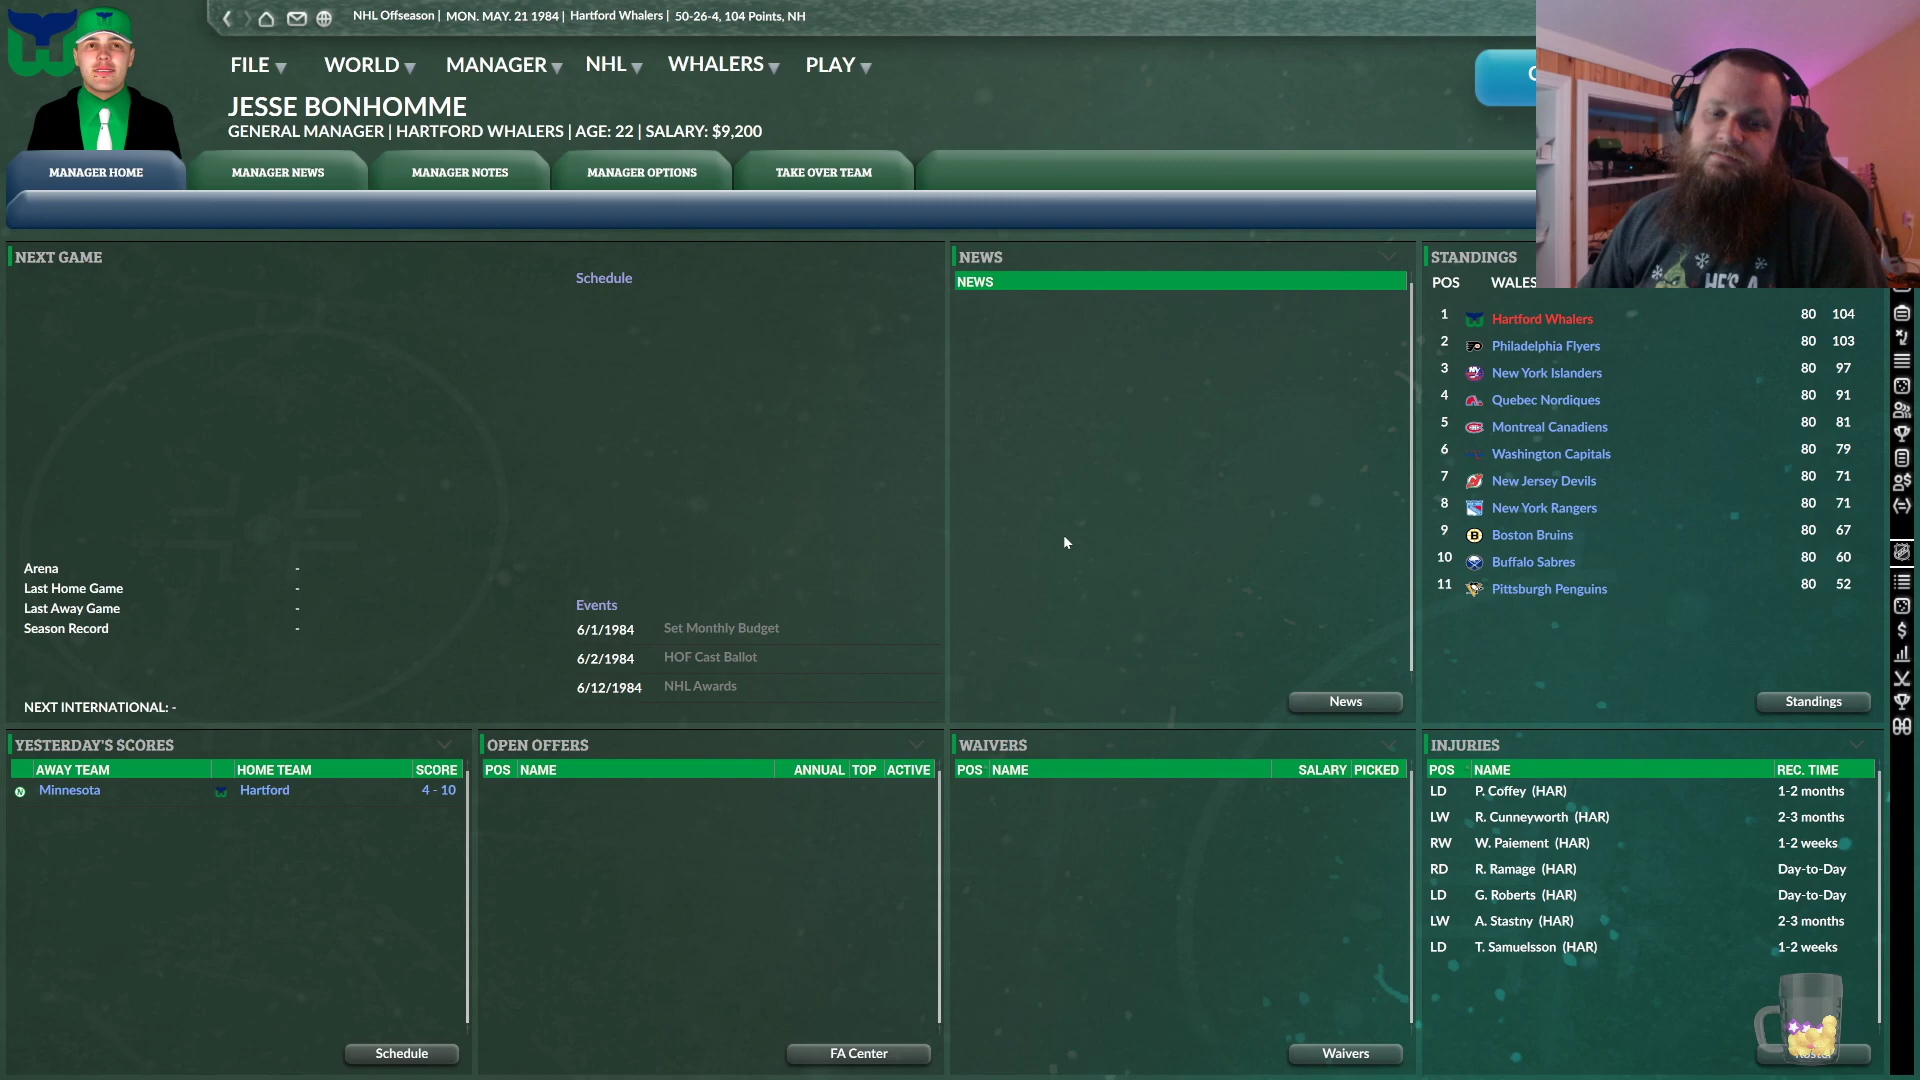 NHL Offseason | MON. MAY. 21 1984 | Hartford Whalers | 50-26-4, 104 Points, NH
FILE WORLD MANAGER NHL WHALERS PLAY
JESSE BONHOMME
GENERAL MANAGER | HARTFORD WHALERS | AGE: 22 | SALARY: $9,200
MANAGER HOME MANAGER NEWS MANAGER NOTES MANAGER OPTIONS TAKE OVER TEAM
NEXT GAME
Schedule
Arena -
Last Home Game -
Last Away Game -
Season Record -
NEXT INTERNATIONAL: -
Events
6/1/1984 Set Monthly Budget
6/2/1984 HOF Cast Ballot
6/12/1984 NHL Awards
NEWS
NEWS
News
STANDINGS
POS WALES
1 Hartford Whalers 80 104
2 Philadelphia Flyers 80 103
3 New York Islanders 80 97
4 Quebec Nordiques 80 91
5 Montreal Canadiens 80 81
6 Washington Capitals 80 79
7 New Jersey Devils 80 71
8 New York Rangers 80 71
9 Boston Bruins 80 67
10 Buffalo Sabres 80 60
11 Pittsburgh Penguins 80 52
Standings
YESTERDAY'S SCORES
AWAY TEAM HOME TEAM SCORE
Minnesota Hartford 4 - 10
Schedule
OPEN OFFERS
POS NAME ANNUAL TOP ACTIVE
FA Center
WAIVERS
POS NAME SALARY PICKED
Waivers
INJURIES
POS NAME REC. TIME
LD P. Coffey (HAR) 1-2 months
LW R. Cunneyworth (HAR) 2-3 months
RW W. Paiement (HAR) 1-2 weeks
RD R. Ramage (HAR) Day-to-Day
LD G. Roberts (HAR) Day-to-Day
LW A. Stastny (HAR) 2-3 months
LD T. Samuelsson (HAR) 1-2 weeks
HE'S A